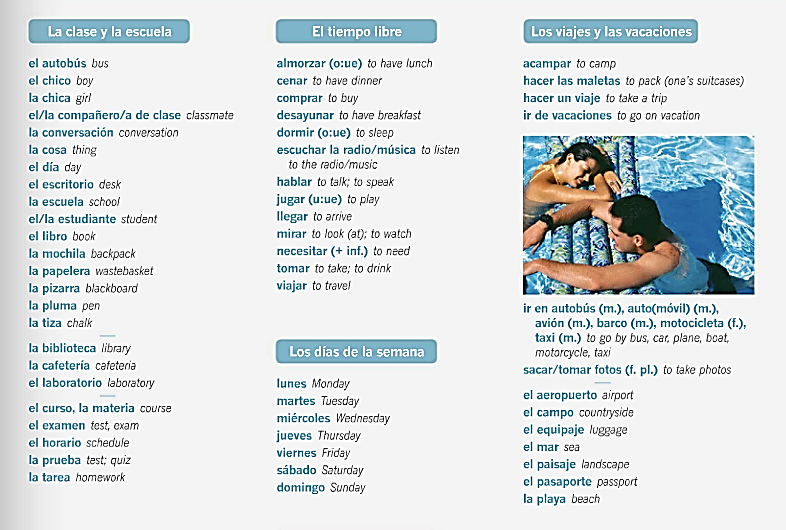 La clase y la escuela
el autobús bus
el chico boy
la chica girl
el/la compañero/a de clase classmate
la conversación conversation
la cosa thing
el día day
el escritorio desk
la escuela school
el/la estudiante student
el libro book
la mochila backpack
la papelera wastebasket
la pizarra blackboard
la pluma pen
la tiza chalk
la biblioteca library
la cafetería cafeteria
el laboratorio laboratory
el curso, la materia course
el examen test, exam
el horario schedule
la prueba test; quiz
la tarea homework
El tiempo libre
almorzar (o:ue) to have lunch
cenar to have dinner
comprar to buy
desayunar to have breakfast
dormir (o:ue) to sleep
escuchar la radio/música to listen
to the radio/music
hablar to talk; to speak
jugar (u:ue) to play
llegar to arrive
mirar to look (at); to watch
necesitar (+ inf.) to need
tomar to take; to drink
viajar to travel
Los días de la semana
lunes Monday
martes Tuesday
miércoles Wednesday
jueves Thursday
viernes Friday
sábado Saturday
domingo Sunday
Los viajes y las vacaciones
acampar to camp
hacer las maletas to pack (one's suitcases)
hacer un viaje to take a trip
ir de vacaciones to go on vacation
ir en autobús (m.), auto(móvil) (m.),
avión (m.), barco (m.), motocicleta (f.),
taxi (m.) to go by bus, car, plane, boat,
motorcycle, taxi
sacar/tomar fotos (f. pl.) to take photos
el aeropuerto airport
el campo countryside
el equipaje luggage
el mar sea
el paisaje landscape
el pasaporte passport
la playa beach